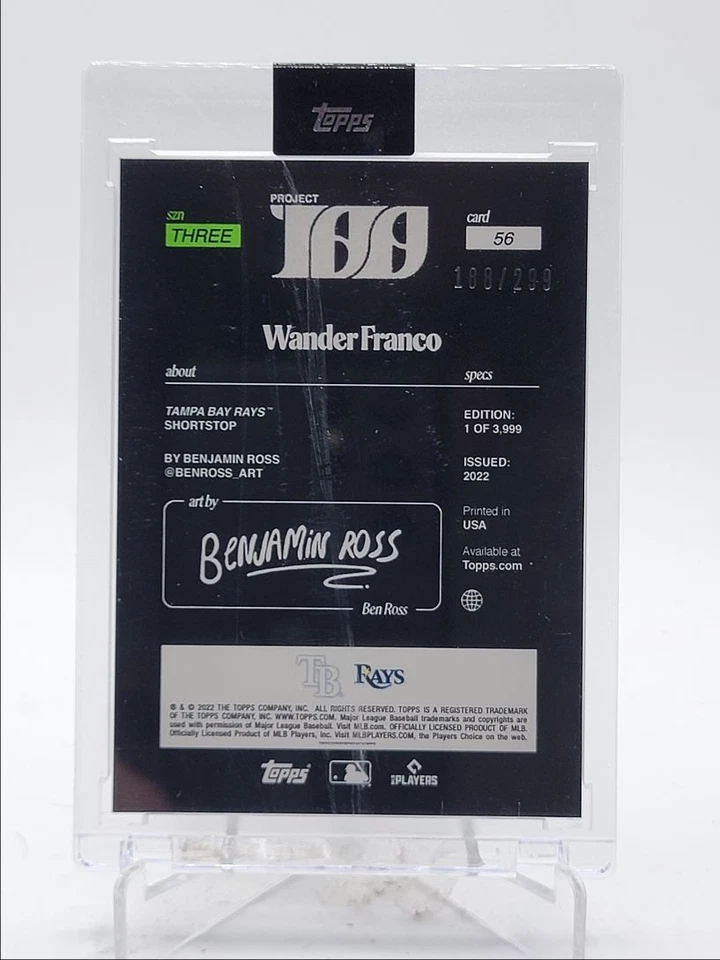 topps
PROJECT
100
szn
THREE
card
56
188/299
Wander Franco
about
specs
TAMPA BAY RAYS™
SHORTSTOP
EDITION:
1 OF 3,999
BY BENJAMIN ROSS
@BENROSS_ART
ISSUED:
2022
art by
BENJAMIN ROSS
Ben Ross
Printed in
USA
Available at
Topps.com
TB RAYS
® & © 2022 THE TOPPS COMPANY, INC. ALL RIGHTS RESERVED. TOPPS IS A REGISTERED TRADEMARK
OF THE TOPPS COMPANY, INC. WWW.TOPPS.COM. Major League Baseball trademarks and copyrights are
used with permission of Major League Baseball. Visit MLB.com. OFFICIALLY LICENSED PRODUCT OF MLB.
Officially Licensed Product of MLB Players, Inc. Visit MLBPLAYERS.COM, the Players Choice on the web.
topps
PLAYERS